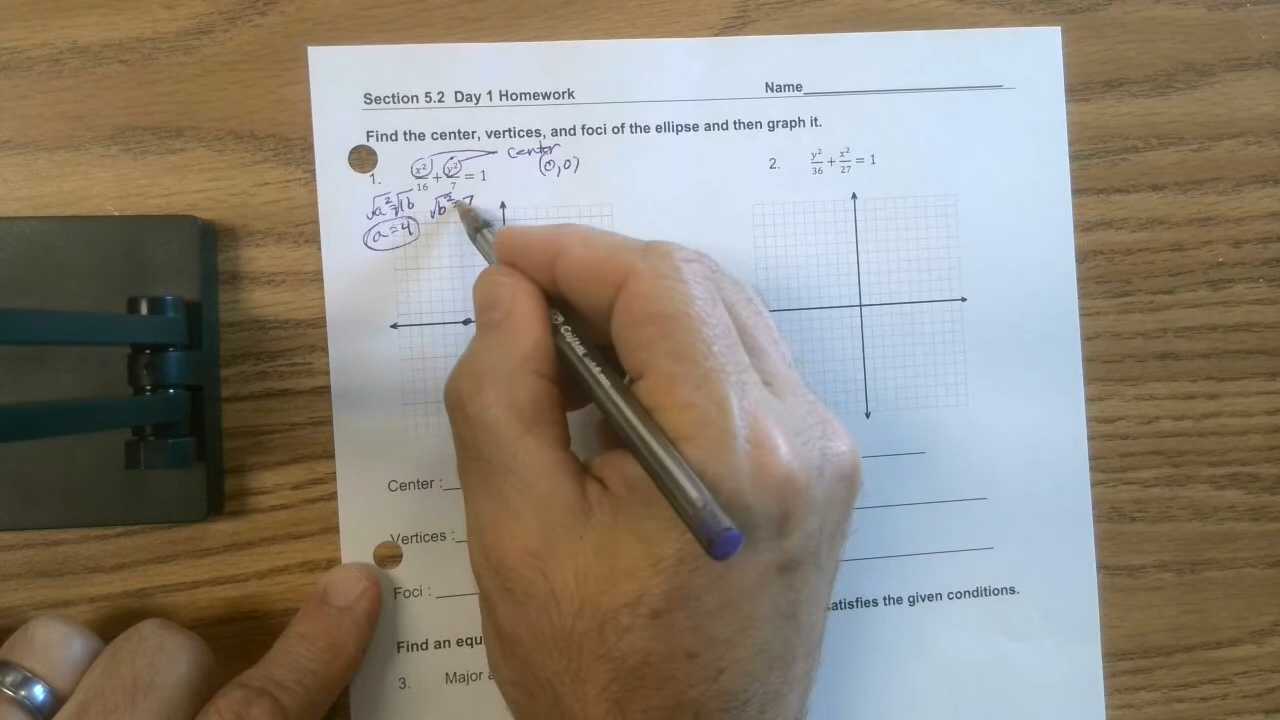 Section 5.2 Day 1 Homework
Name
Find the center, vertices, and foci of the ellipse and then graph it.
1. x²/16 + y²/7 = 1
center
(0,0)
√a²=√16
√b²=7
a=4
2. y²/36 + x²/27 = 1
Center :
Vertices :
Foci :
Find an equ
atisfies the given conditions.
3. Major